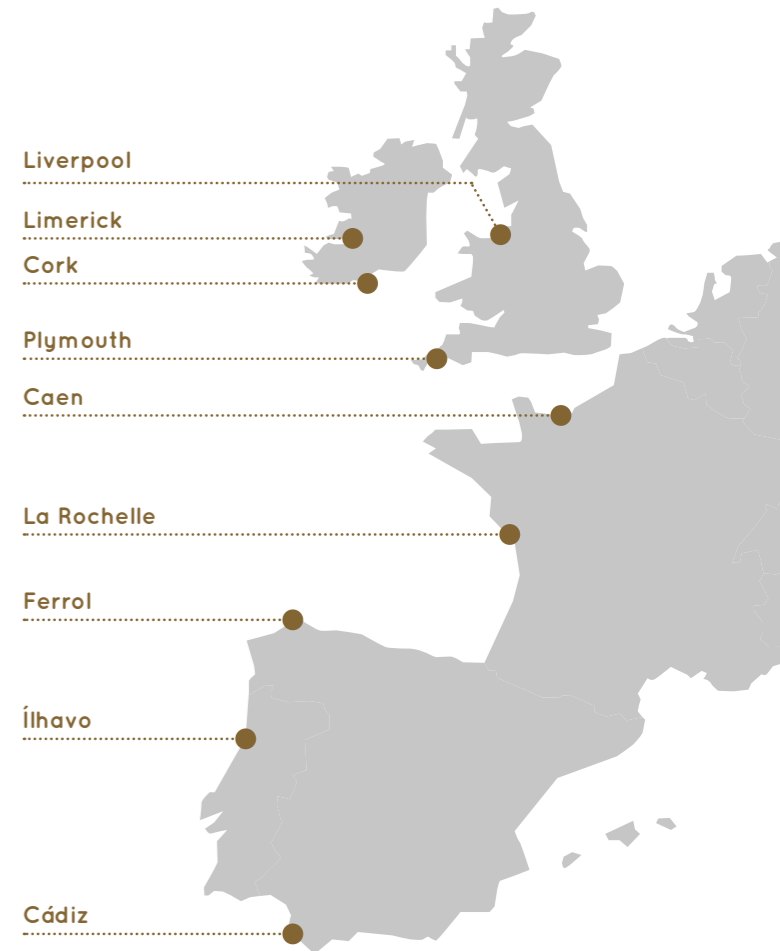 Liverpool
Limerick
Cork
Plymouth
Caen
La Rochelle
Ferrol
Ílhavo
Cádiz